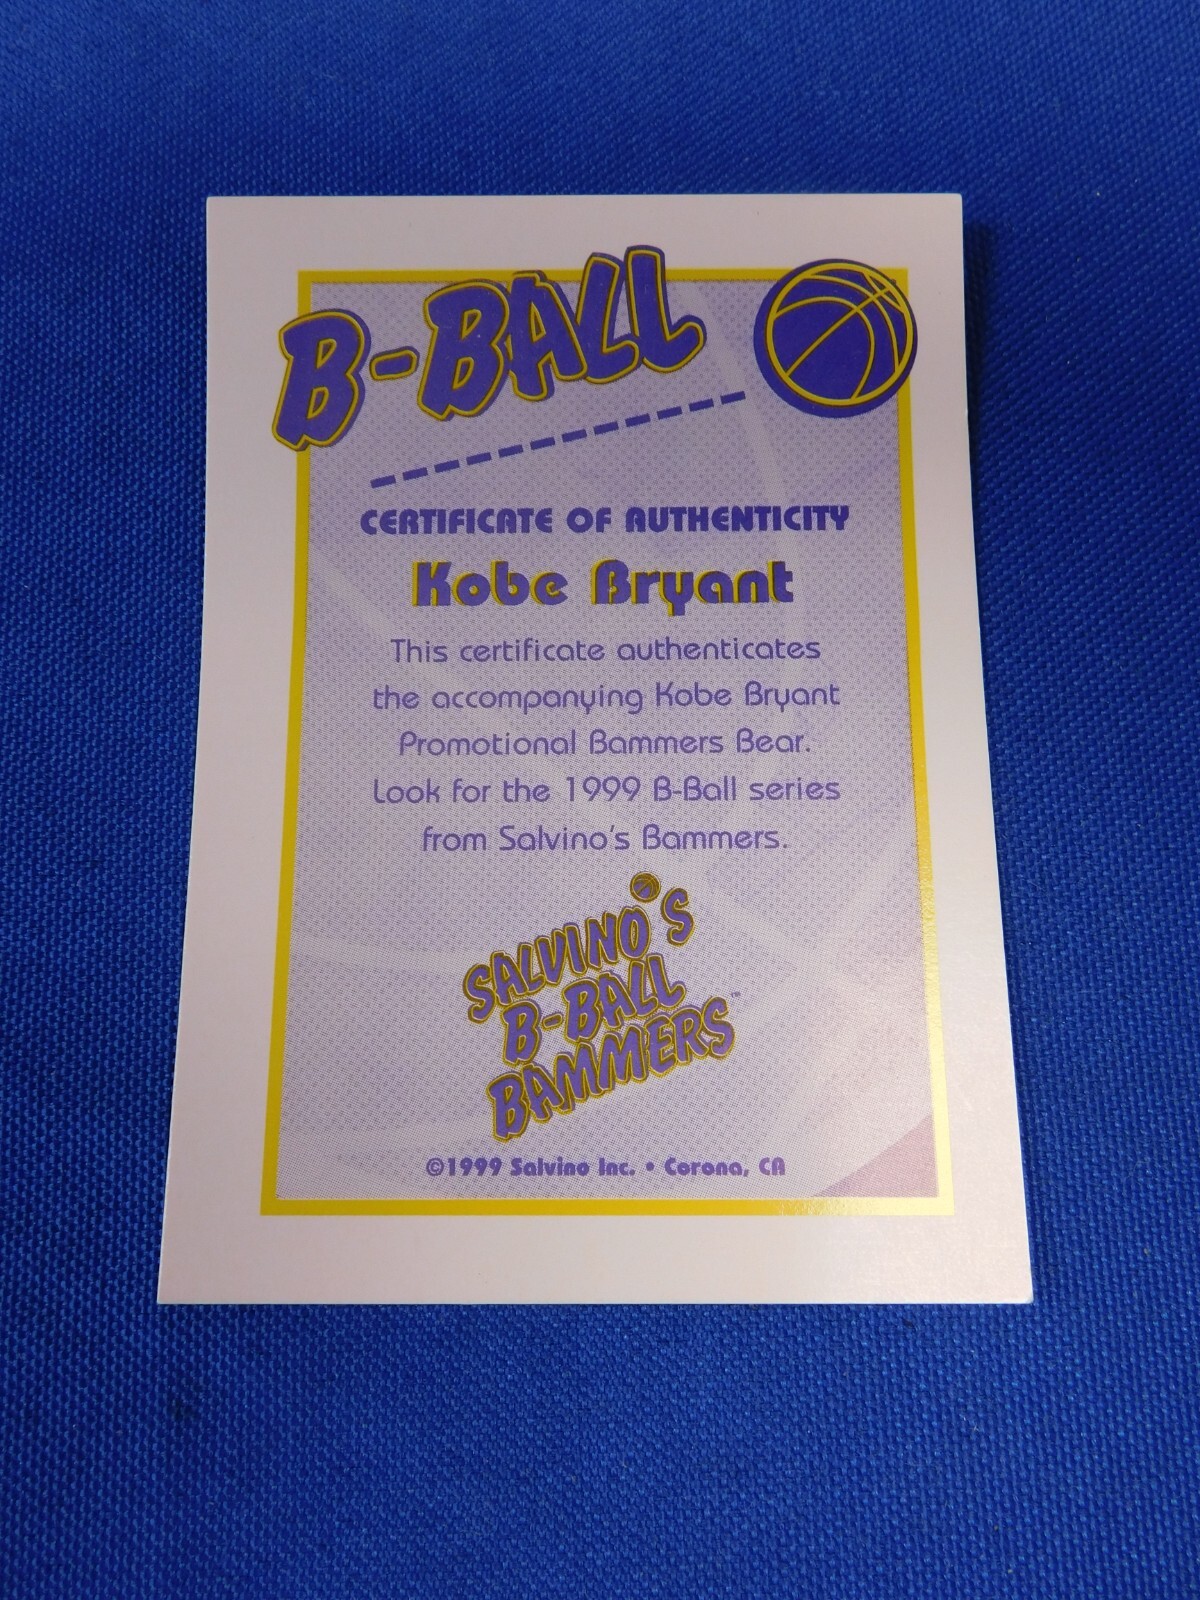 B-BALL
CERTIFICATE OF AUTHENTICITY
Kobe Bryant
This certificate authenticates
the accompanying Kobe Bryant
Promotional Bammers Bear.
Look for the 1999 B-Ball series
from Salvino's Bammers.
SALVINO'S
B-BALL
BAMMERS™
©1999 Salvino Inc. • Corona, CA